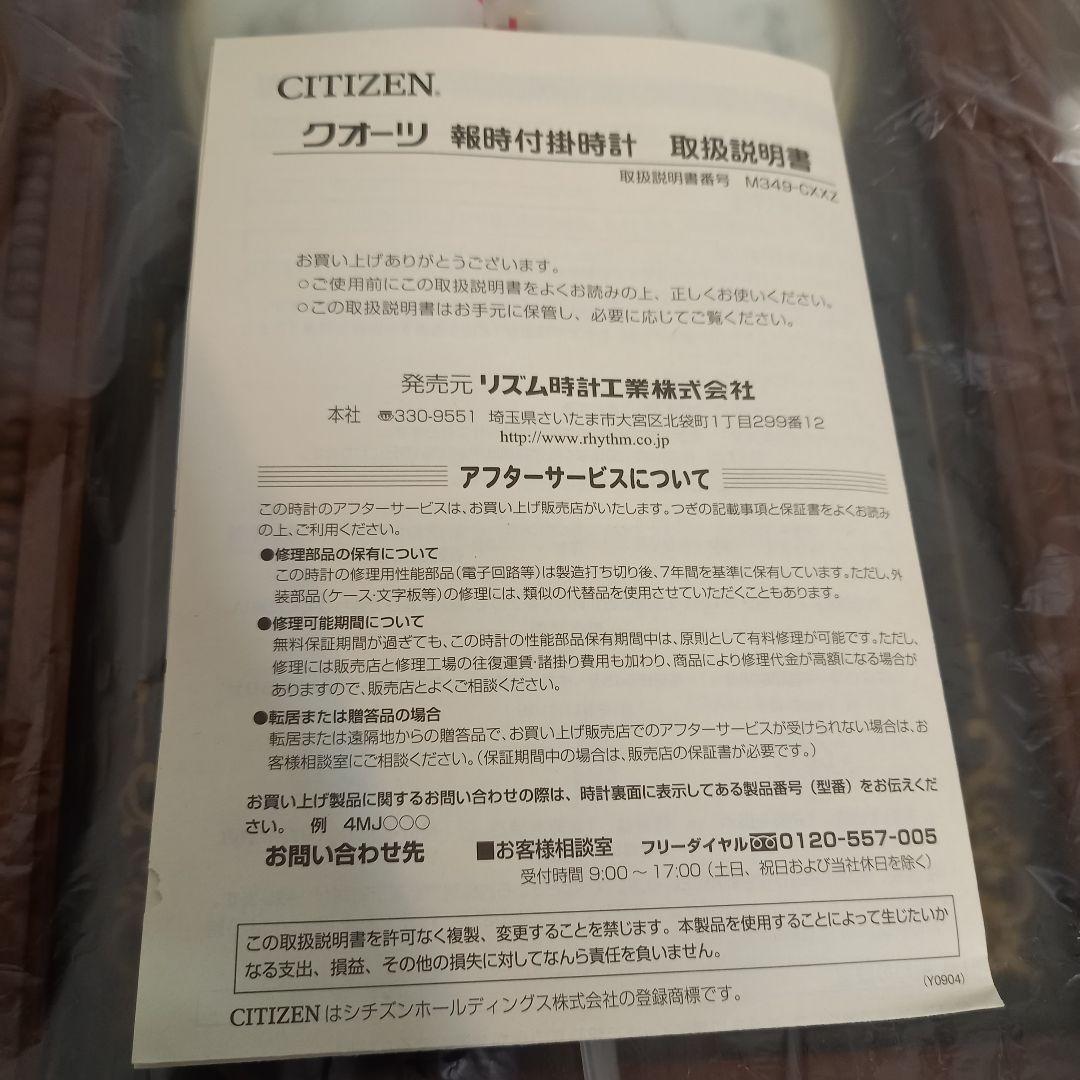 CITIZEN®
クオーツ 報時付掛時計 取扱説明書
取扱説明書番号 M349-CXXZ
お買い上げありがとうございます。
○ご使用前にこの取扱説明書をよくお読みの上、正しくお使いください。
○この取扱説明書はお手元に保管し、必要に応じてご覧ください。
発売元 リズム時計工業株式会社
本社 〒330-9551 埼玉県さいたま市大宮区北袋町1丁目299番12
http://www.rhythm.co.jp
アフターサービスについて
この時計のアフターサービスは、お買い上げ販売店がいたします。つぎの記載事項と保証書をよくお読み
の上、ご利用ください。
●修理部品の保有について
この時計の修理用性能部品(電子回路等)は製造打ち切り後、7年間を基準に保有しています。ただし、外
装部品(ケース・文字板等)の修理には、類似の代替品を使用させていただくこともあります。
●修理可能期間について
無料保証期間が過ぎても、この時計の性能部品保有期間中は、原則として有料修理が可能です。ただし、
修理には販売店と修理工場の往復運賃・諸掛り費用も加わり、商品により修理代金が高額になる場合が
ありますので、販売店とよくご相談ください。
●転居または贈答品の場合
転居または遠隔地からの贈答品で、お買い上げ販売店でのアフターサービスが受けられない場合は、お
客様相談室にご相談ください。(保証期間中の場合は、販売店の保証書が必要です。)
お買い上げ製品に関するお問い合わせの際は、時計裏面に表示してある製品番号(型番)をお伝えくだ
さい。 例 4MJ○○○
お問い合わせ先 ■お客様相談室 フリーダイヤル 0120-557-005
受付時間 9:00~17:00(土日、祝日および当社休日を除く)
この取扱説明書を許可なく複製、変更することを禁じます。本製品を使用することによって生じたいか
なる支出、損益、その他の損失に対してなんら責任を負いません。
(Y0904)
CITIZENはシチズンホールディングス株式会社の登録商標です。